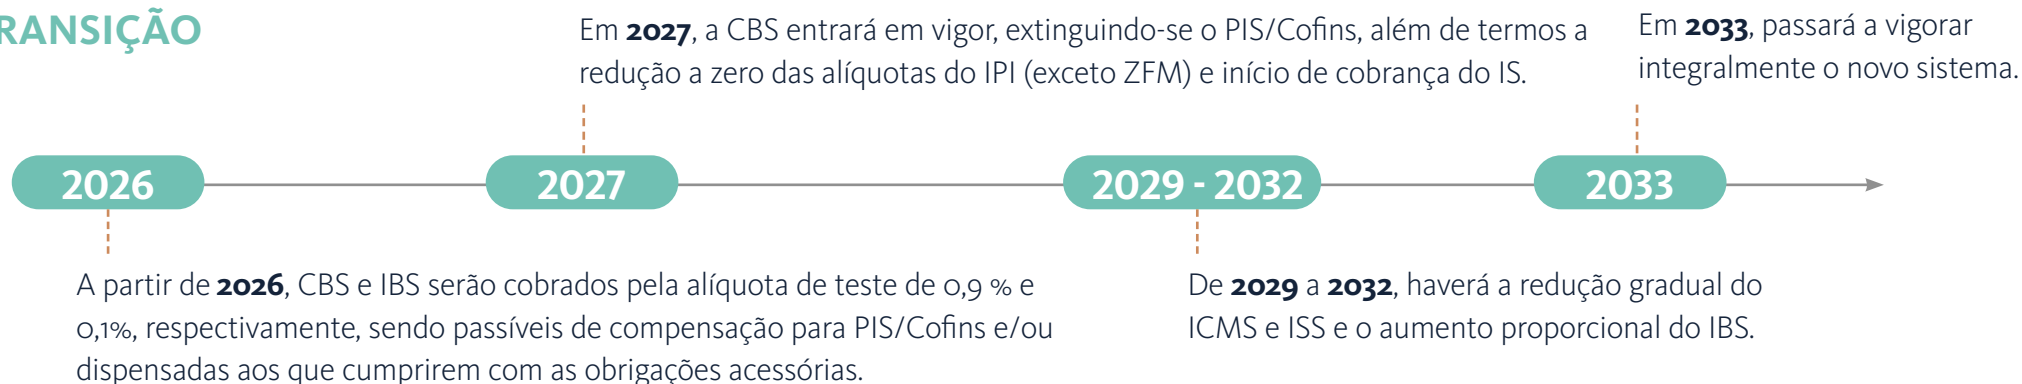 RANSIÇÃO
Em 2027, a CBS entrará em vigor, extinguindo-se o PIS/Cofins, além de termos a
redução a zero das alíquotas do IPI (exceto ZFM) e início de cobrança do IS.
Em 2033, passará a vigorar
integralmente o novo sistema.
2026
2027
2029 - 2032
2033
A partir de 2026, CBS e IBS serão cobrados pela alíquota de teste de 0,9 % e
0,1%, respectivamente, sendo passíveis de compensação para PIS/Cofins e/ou
dispensadas aos que cumprirem com as obrigações acessórias.
De 2029 a 2032, haverá a redução gradual do
ICMS e ISS e o aumento proporcional do IBS.